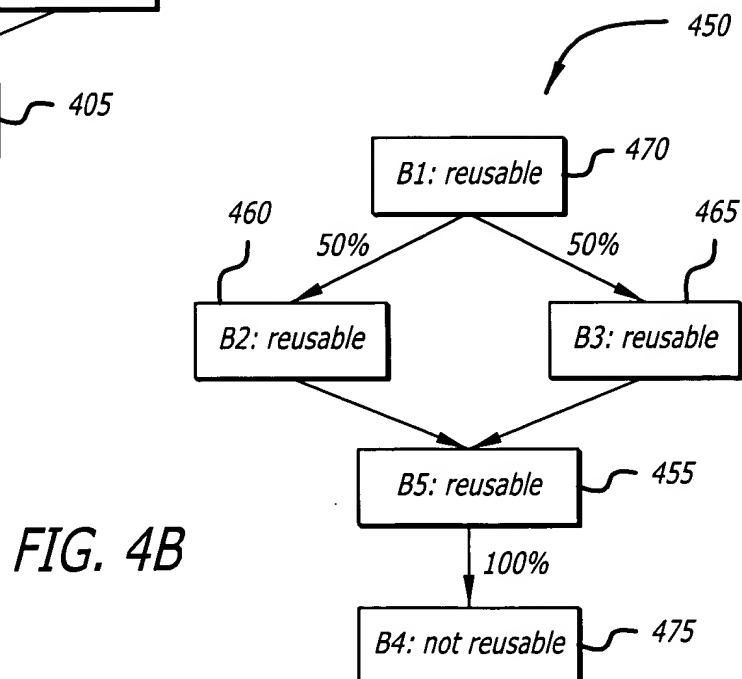 450
405
B1: reusable
470
460
465
50%
50%
B2: reusable
B3: reusable
B5: reusable
455
FIG. 4B
100%
B4: not reusable
475